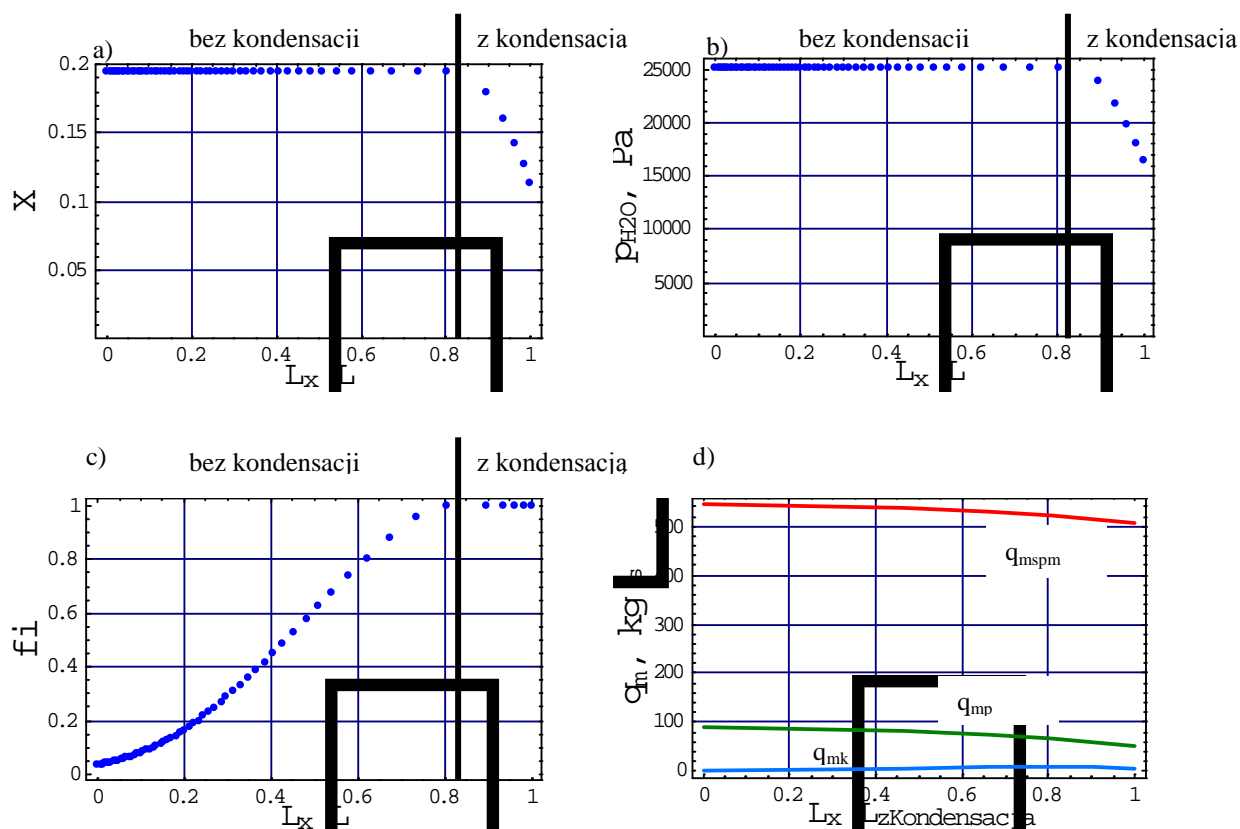 a)
bez kondensacji
z kondensacja
0.2
0.15
0.1
0.05
X
0 0.2 0.4 0.6 0.8 1
Lx L
b)
bez kondensacji
z kondensacja
25000
20000
15000
10000
5000
pH2O, Pa
0 0.2 0.4 0.6 0.8 1
Lx L
c)
bez kondensacji
z kondensacją
1
0.8
0.6
0.4
0.2
0
fi
0 0.2 0.4 0.6 0.8 1
Lx L
d)
300
200
100
0
qm, kg s
qmspm
qmp
qmk
0 0.2 0.4 0.6 0.8 1
Lx LzKondensacja